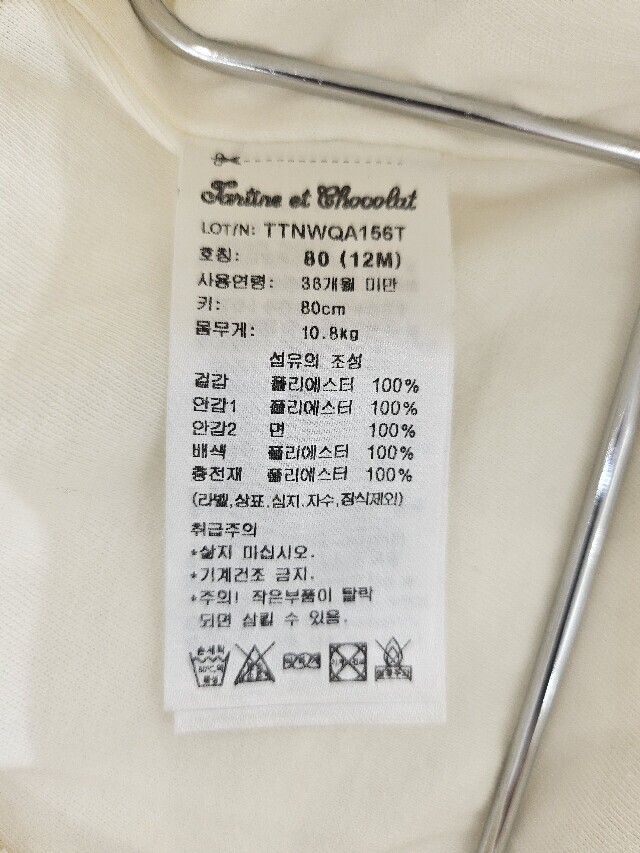 Tartine et Chocolat
LOT/N: TTNWQA156T
호칭: 80 (12M)
사용연령: 36개월 미만
키: 80cm
몸무게: 10.8kg
섬유의 조성
겉감 폴리에스터 100%
안감1 폴리에스터 100%
안감2 면 100%
배색 폴리에스터 100%
충전재 폴리에스터 100%
(라벨,상표,심지,자수,장식제외)
취급주의
*삶지 마십시오.
*기계건조 금지.
*주의! 작은부품이 탈락
되면 삼킬 수 있음.
손세탁